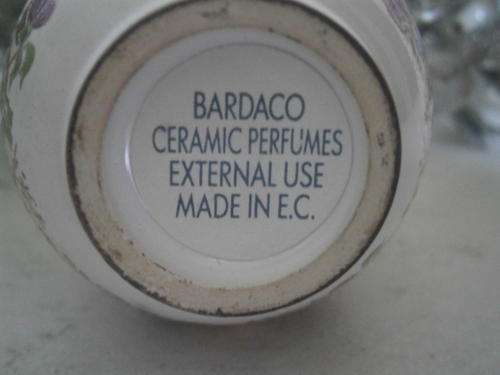 BARDACO
CERAMIC PERFUMES
EXTERNAL USE
MADE IN E.C.